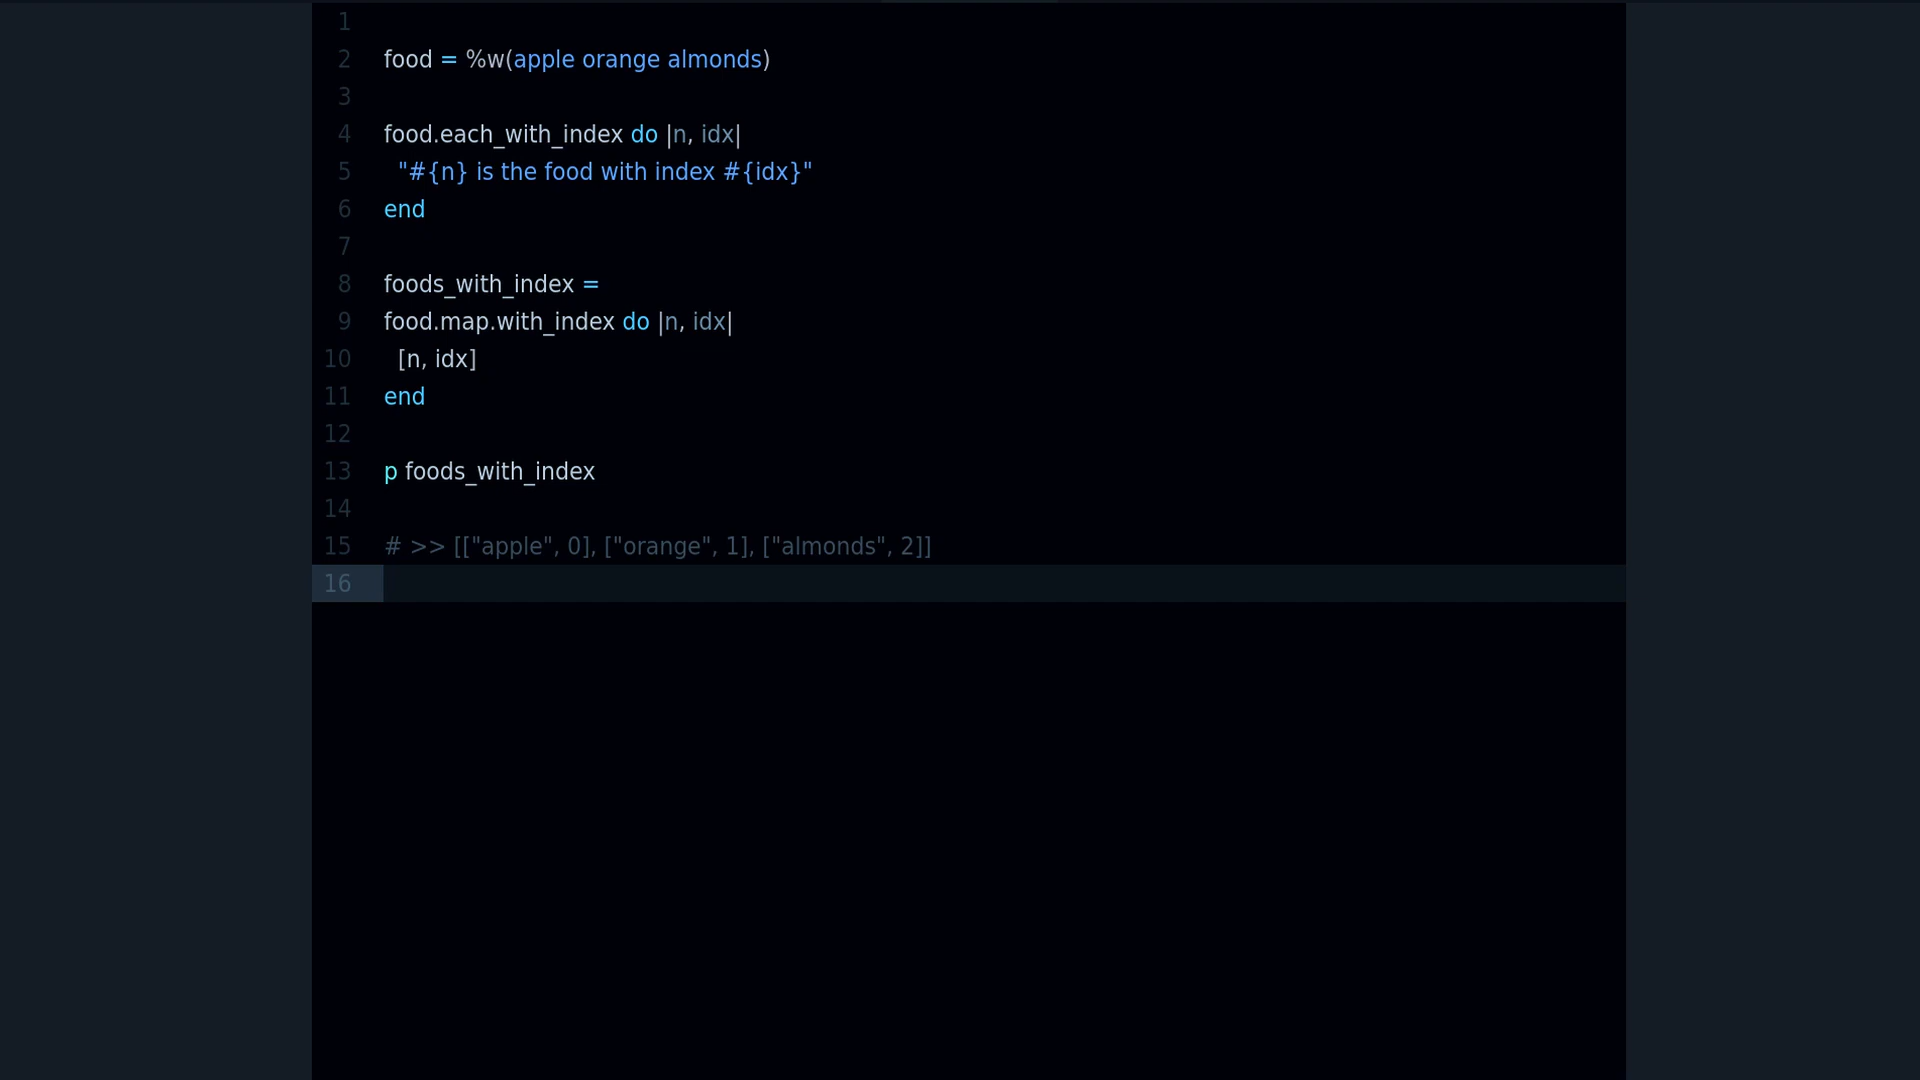 1
2 food = %w(apple orange almonds)
3
4 food.each_with_index do |n, idx|
5   "#{n} is the food with index #{idx}"
6 end
7
8 foods_with_index =
9 food.map.with_index do |n, idx|
10   [n, idx]
11 end
12
13 p foods_with_index
14
15 # >> [["apple", 0], ["orange", 1], ["almonds", 2]]
16